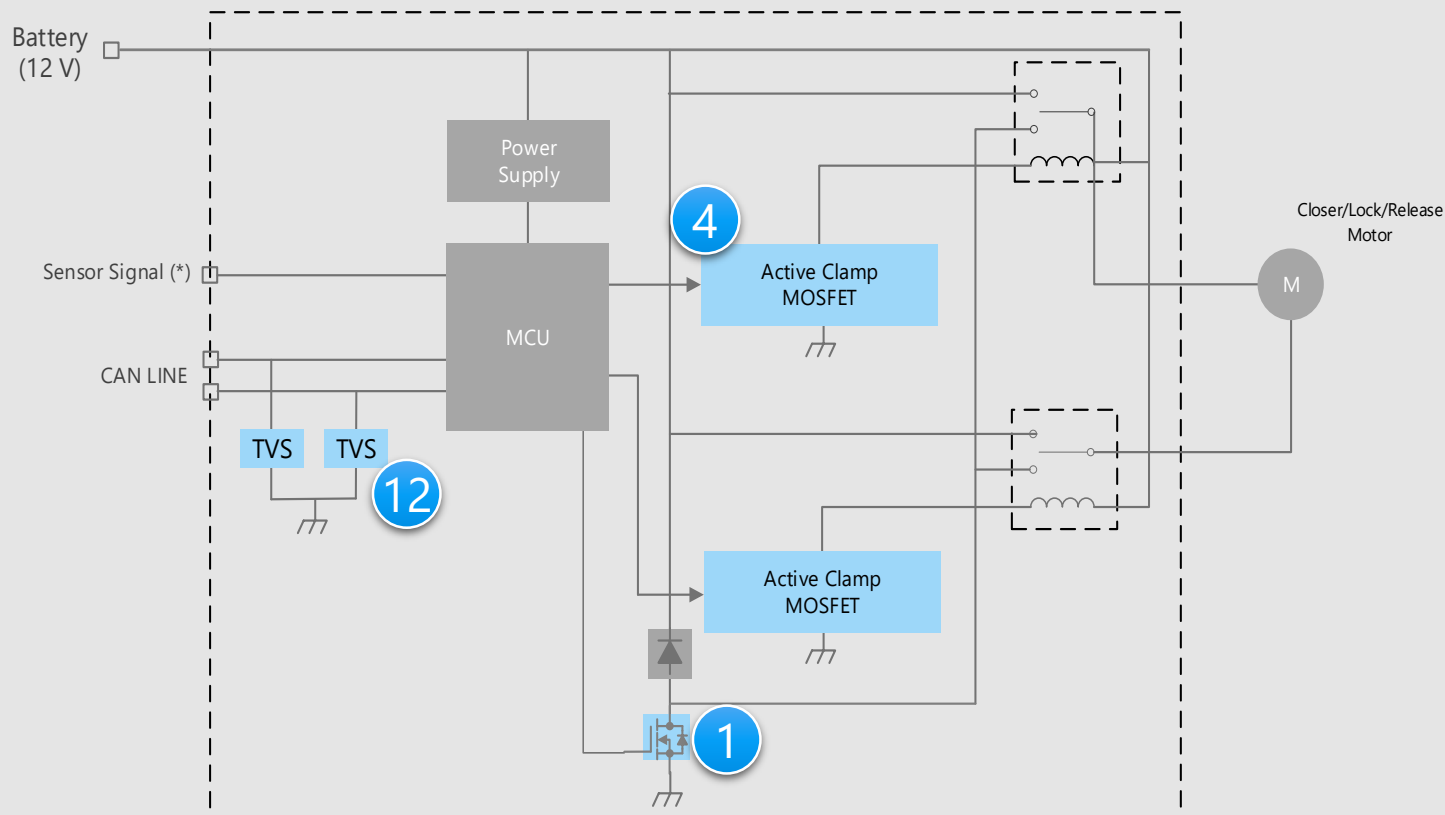 Battery
(12 V)
Power
Supply
4
Closer/Lock/Release
Motor
Sensor Signal (*)
Active Clamp
MOSFET
M
MCU
CAN LINE
TVS
TVS
12
Active Clamp
MOSFET
1